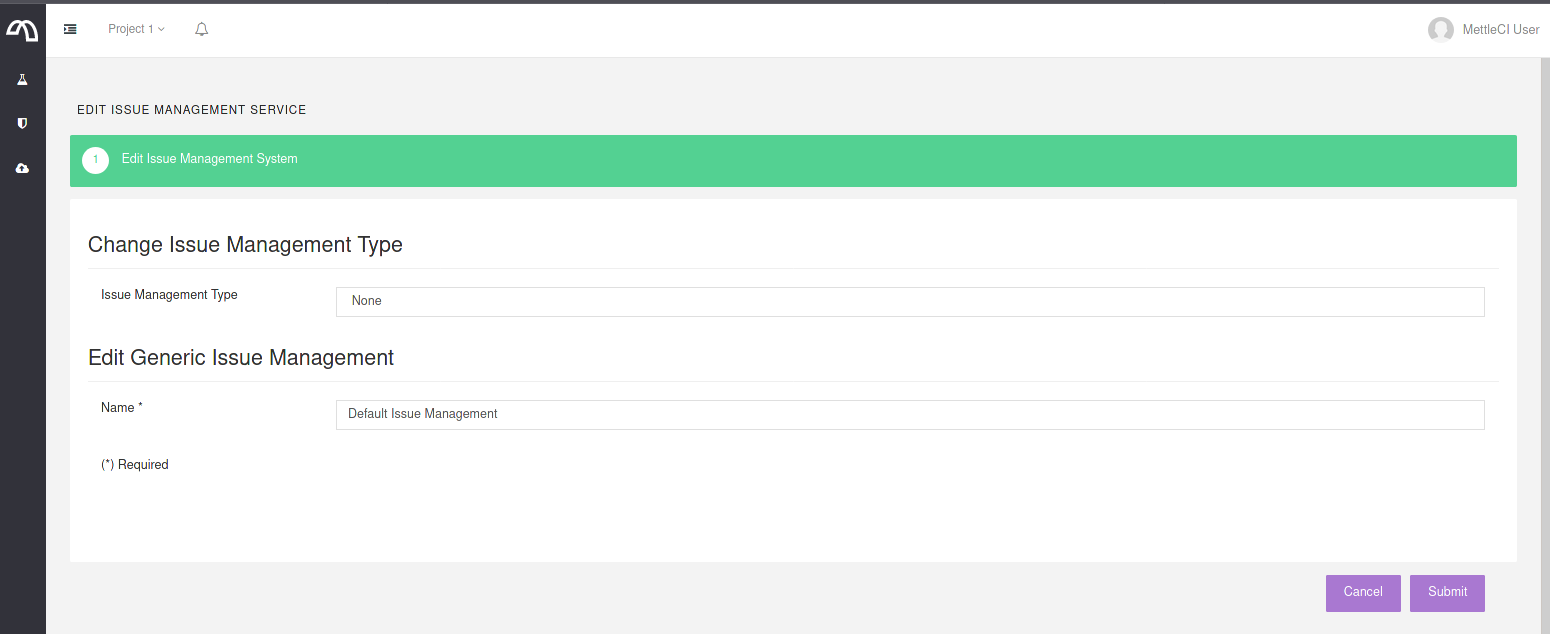 Project 1
MettleCI User
EDIT ISSUE MANAGEMENT SERVICE
1 Edit Issue Management System
Change Issue Management Type
Issue Management Type None
Edit Generic Issue Management
Name * Default Issue Management
(*) Required
Cancel Submit